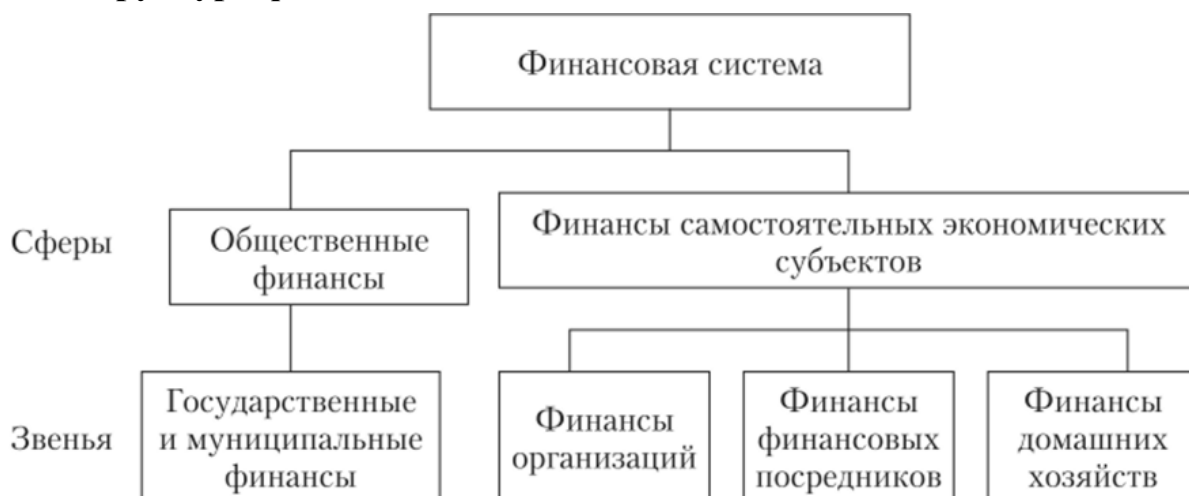 Финансовая система
Сферы
Общественные
финансы
Финансы самостоятельных экономических
субъектов
Звенья
Государственные
и муниципальные
финансы
Финансы
организаций
Финансы
финансовых
посредников
Финансы
домашних
хозяйств